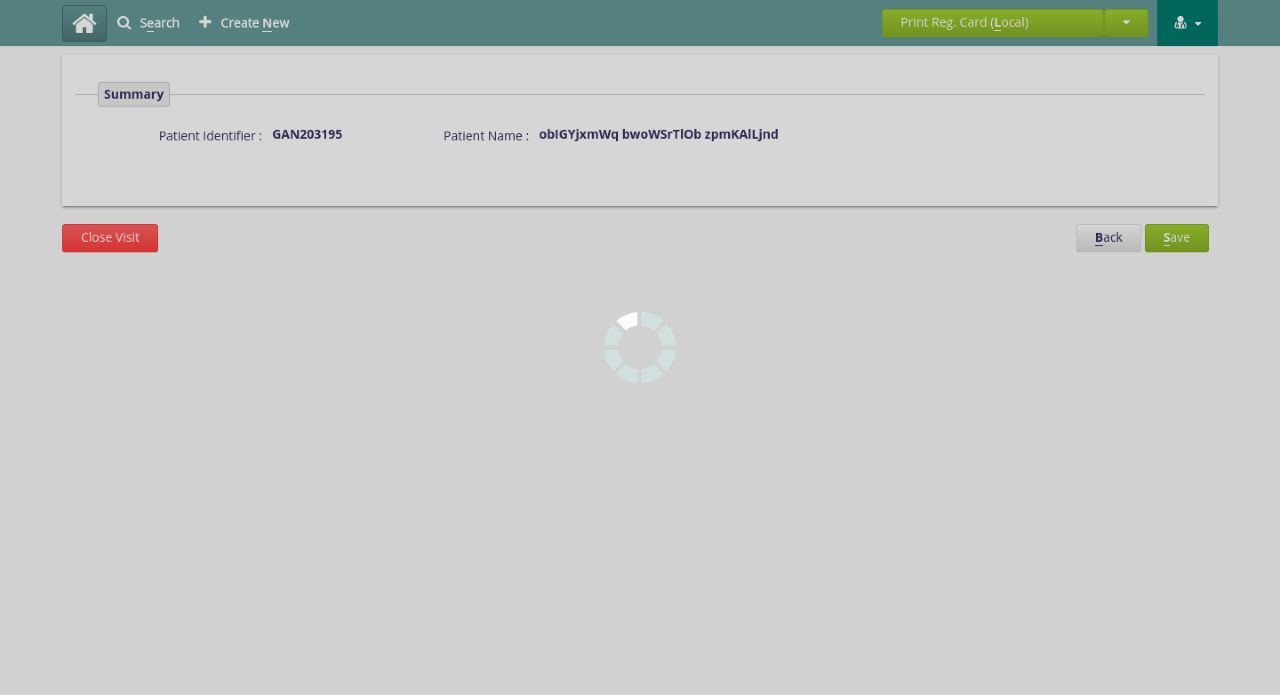 Search Create New Print Reg. Card (Local)
Summary
Patient Identifier : GAN203195 Patient Name : obIGYjxmWq bwoWSrTlOb zpmKAlLjnd
Close Visit Back Save